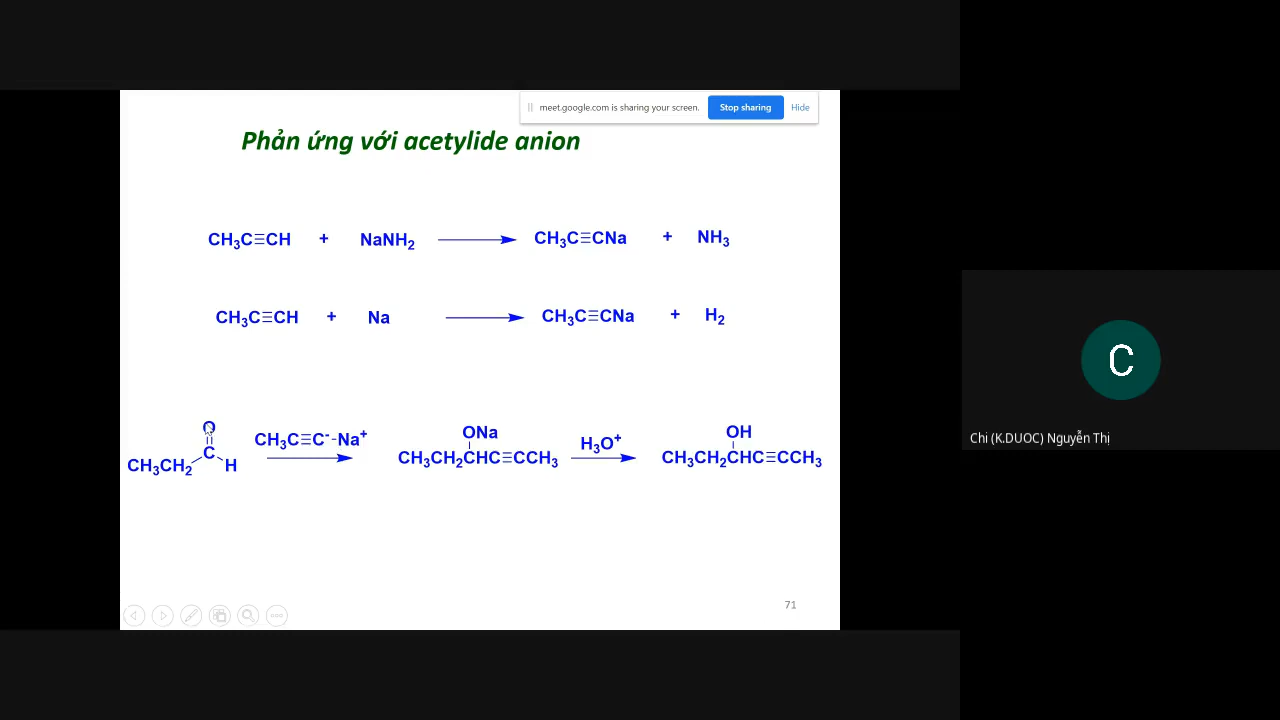 meet.google.com is sharing your screen. Stop sharing Hide
Phản ứng với acetylide anion
CH3C≡CH + NaNH2 CH3C≡CNa + NH3
CH3C≡CH + Na CH3C≡CNa + H2
O
CH3CH2 C H
CH3C≡C⁻-Na⁺
ONa
CH3CH2CHC≡CCH3
H3O⁺
OH
CH3CH2CHC≡CCH3
71
C
Chi (K.DUOC) Nguyễn Thị